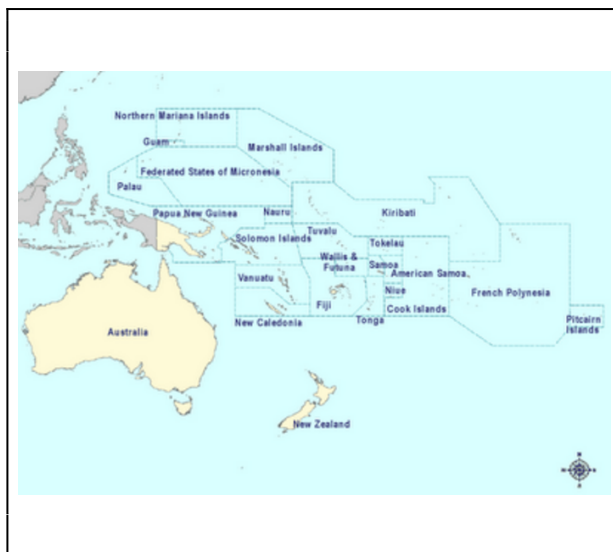 Northern Mariana Islands
Guam
Marshall Islands
Federated States of Micronesia
Palau
Papua New Guinea
Nauru
Kiribati
Tuvalu
Solomon Islands
Tokelau
Wallis &
Futuna
Samoa
American Samoa
Vanuatu
Niue
French Polynesia
Fiji
Cook Islands
New Caledonia
Tonga
Pitcairn
Islands
Australia
New Zealand